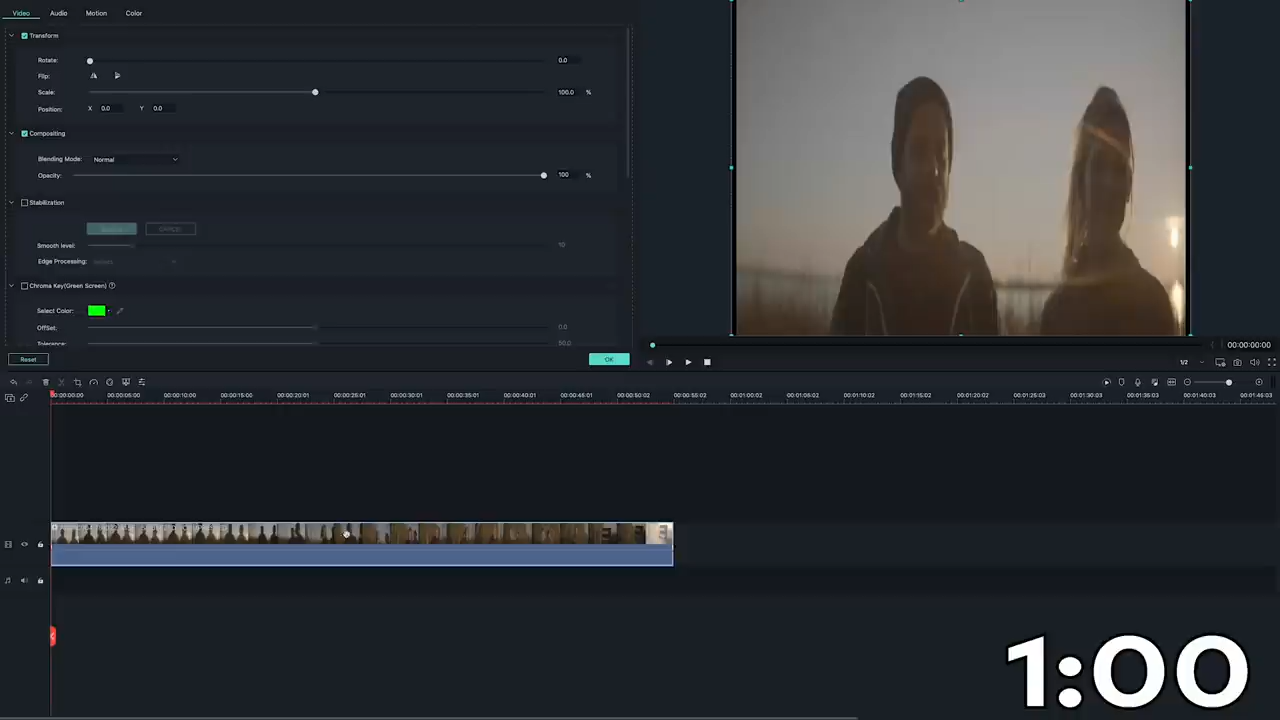 Video Audio Motion Color
Transform
Rotate: 0.0
Flip:
Scale: 100.0 %
Position: X 0.0 Y 0.0
Compositing
Blending Mode: Normal
Opacity: 100 %
Stabilization
Smooth level: 10
Edge Processing:
Chroma Key(Green Screen)
Select Color:
OffSet: 0.0
Tolerance: 50.0
Reset OK
1/2 00:00:00:00
00:00:00:00 00:00:05:00 00:00:10:00 00:00:15:00 00:00:20:01 00:00:25:01 00:00:30:01 00:00:35:01 00:00:40:01 00:00:45:01 00:00:50:02 00:00:55:02 00:01:00:02 00:01:05:02 00:01:10:02 00:01:15:02 00:01:20:02 00:01:25:03 00:01:30:03 00:01:35:03 00:01:40:03 00:01:45:03
1:00